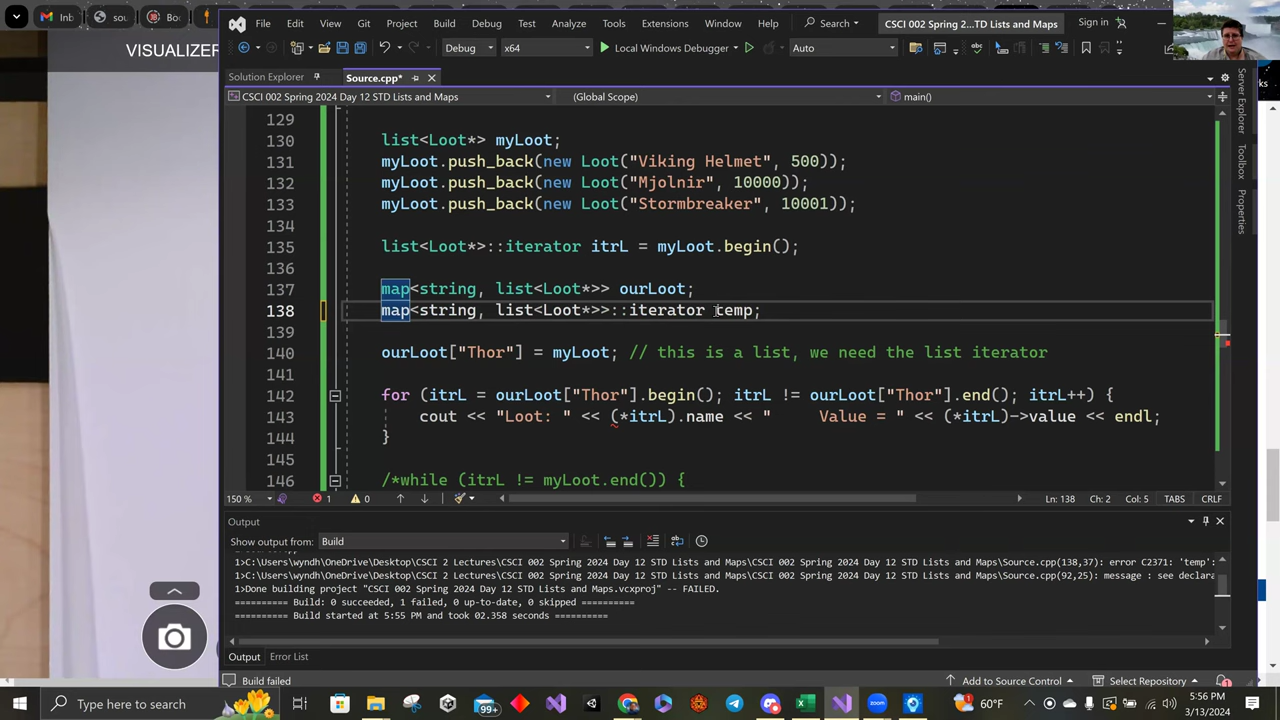 Inb
sou
Bo
File Edit View Git Project Build Debug Test Analyze Tools Extensions Window Help Search CSCI 002 Spring 2...TD Lists and Maps Sign in
VISUALIZER
Debug x64 Local Windows Debugger Auto
Solution Explorer Source.cpp*
CSCI 002 Spring 2024 Day 12 STD Lists and Maps (Global Scope) main()
Server Explorer
Toolbox
Properties
129
130 list<Loot*> myLoot;
131 myLoot.push_back(new Loot("Viking Helmet", 500));
132 myLoot.push_back(new Loot("Mjolnir", 10000));
133 myLoot.push_back(new Loot("Stormbreaker", 10001));
134
135 list<Loot*>::iterator itrL = myLoot.begin();
136
137 map<string, list<Loot*>> ourLoot;
138 map<string, list<Loot*>>::iterator temp;
139
140 ourLoot["Thor"] = myLoot; // this is a list, we need the list iterator
141
142 for (itrL = ourLoot["Thor"].begin(); itrL != ourLoot["Thor"].end(); itrL++) {
143 cout << "Loot: " << (*itrL).name << " Value = " << (*itrL)->value << endl;
144 }
145
146 /*while (itrL != myLoot.end()) {
150 % 1 0 Ln: 138 Ch: 2 Col: 5 TABS CRLF
Output
Show output from: Build
1>C:\Users\wyndh\OneDrive\Desktop\CSCI 2 Lectures\CSCI 002 Spring 2024 Day 12 STD Lists and Maps\CSCI 002 Spring 2024 Day 12 STD Lists and Maps\Source.cpp(138,37): error C2371: 'temp':
1>C:\Users\wyndh\OneDrive\Desktop\CSCI 2 Lectures\CSCI 002 Spring 2024 Day 12 STD Lists and Maps\CSCI 002 Spring 2024 Day 12 STD Lists and Maps\Source.cpp(92,25): message : see declara
1>Done building project "CSCI 002 Spring 2024 Day 12 STD Lists and Maps.vcxproj" -- FAILED.
========== Build: 0 succeeded, 1 failed, 0 up-to-date, 0 skipped ==========
========== Build started at 5:55 PM and took 02.358 seconds ==========
Output Error List
Build failed Add to Source Control Select Repository 1
Type here to search 99+ 1 60°F 5:56 PM
3/13/2024